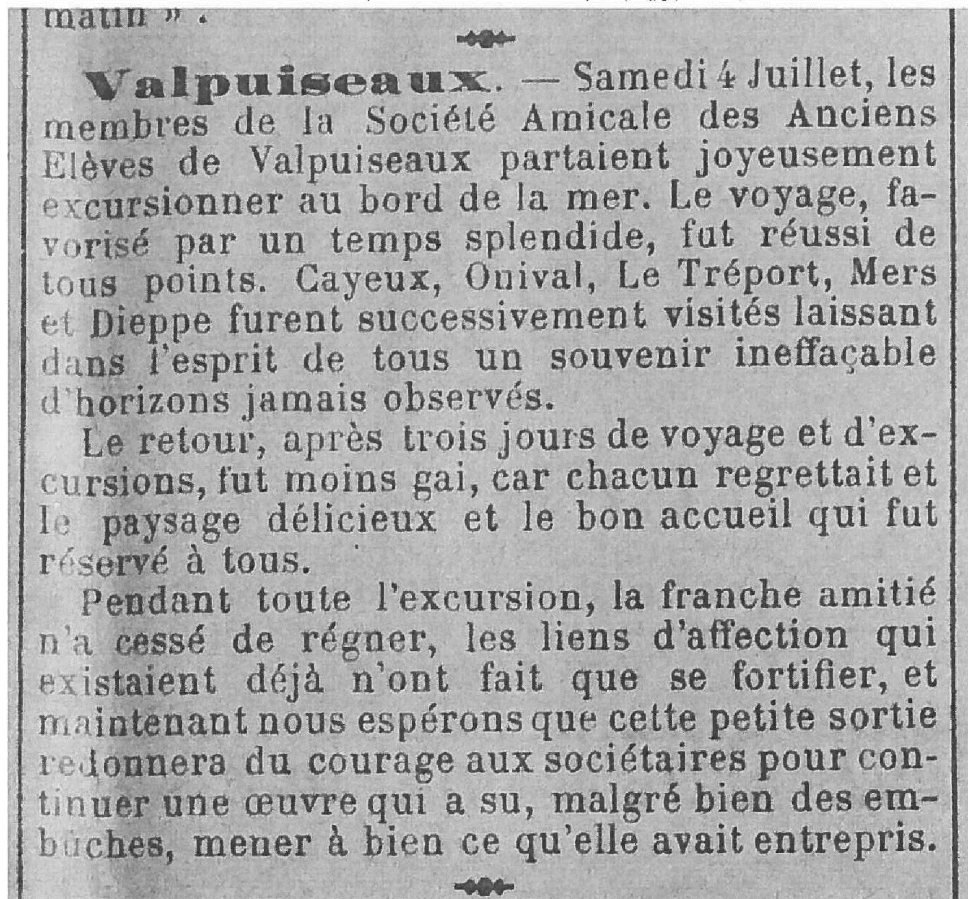 matin » .
Valpuiseaux. — Samedi 4 Juillet, les
membres de la Société Amicale des Anciens
Elèves de Valpuiseaux partaient joyeusement
excursionner au bord de la mer. Le voyage, fa-
vorisé par un temps splendide, fut réussi de
tous points. Cayeux, Onival, Le Tréport, Mers
et Dieppe furent successivement visités laissant
dans l'esprit de tous un souvenir ineffaçable
d'horizons jamais observés.
Le retour, après trois jours de voyage et d'ex-
cursions, fut moins gai, car chacun regrettait et
le paysage délicieux et le bon accueil qui fut
réservé à tous.
Pendant toute l'excursion, la franche amitié
n'a cessé de régner, les liens d'affection qui
existaient déjà n'ont fait que se fortifier, et
maintenant nous espérons que cette petite sortie
redonnera du courage aux sociétaires pour con-
tinuer une œuvre qui a su, malgré bien des em-
bûches, mener à bien ce qu'elle avait entrepris.